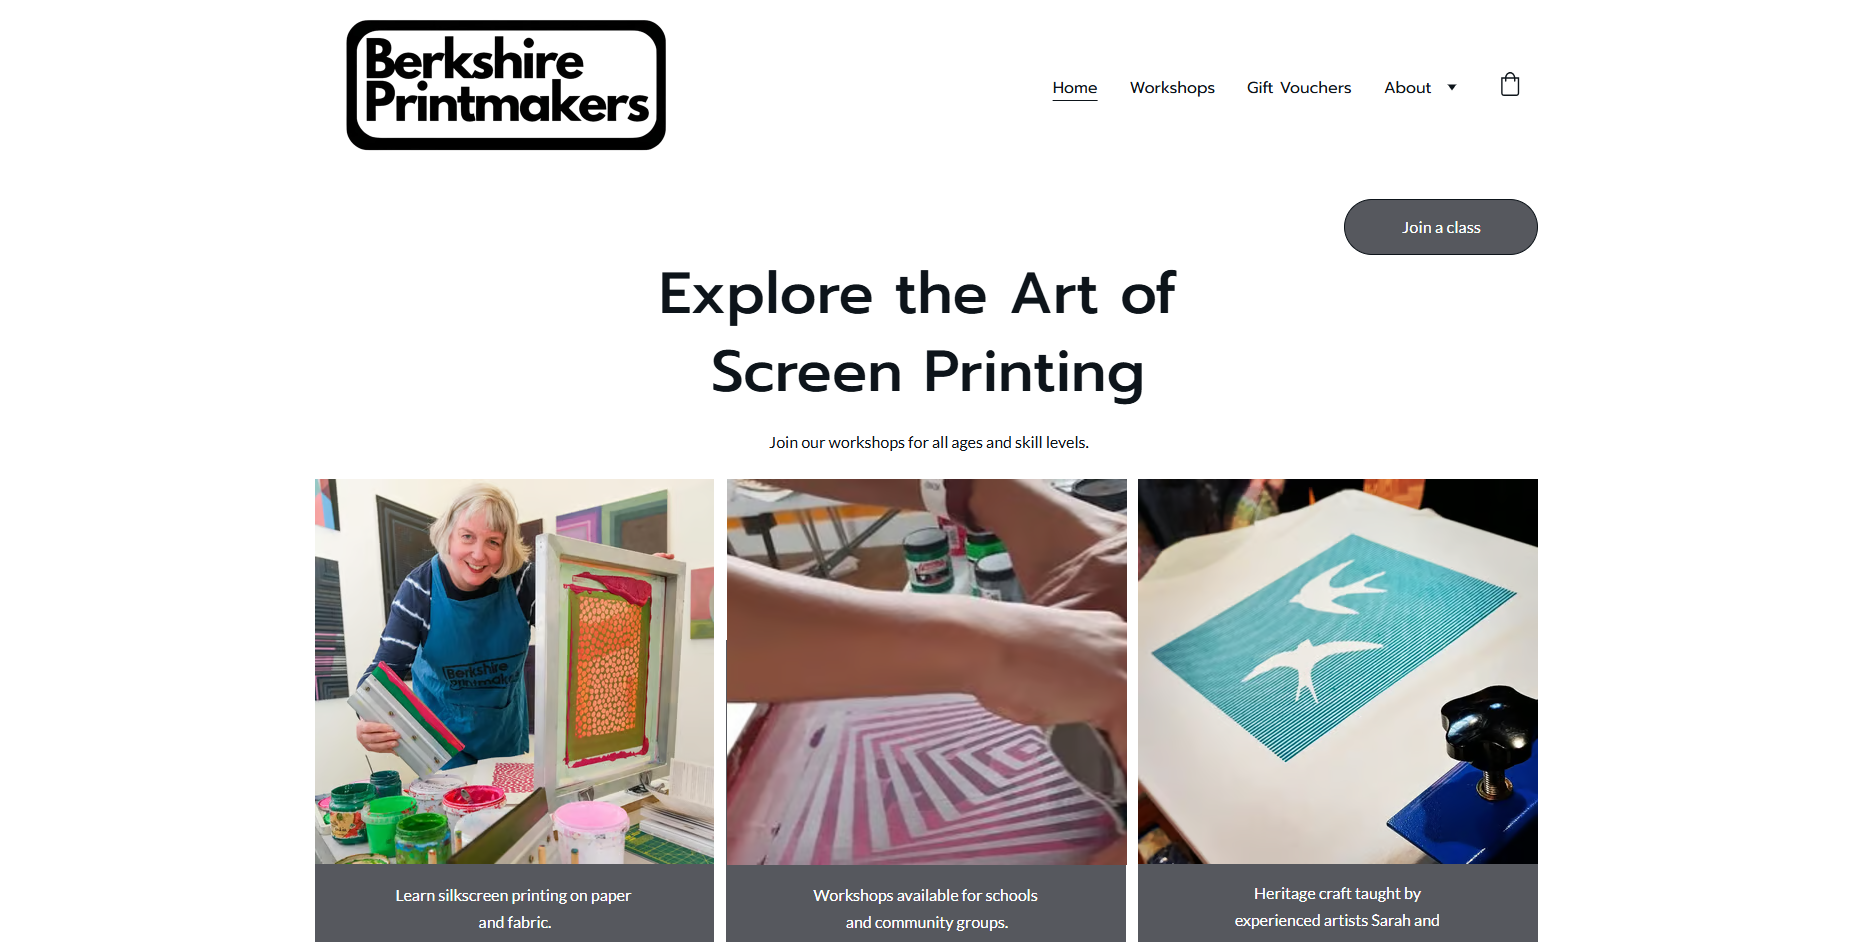 Berkshire
Printmakers
Home
Workshops
Gift Vouchers
About
Join a class
Explore the Art of
Screen Printing
Join our workshops for all ages and skill levels.
Berkshire
Learn silkscreen printing on paper
and fabric.
Workshops available for schools
and community groups.
Heritage craft taught by
experienced artists Sarah and